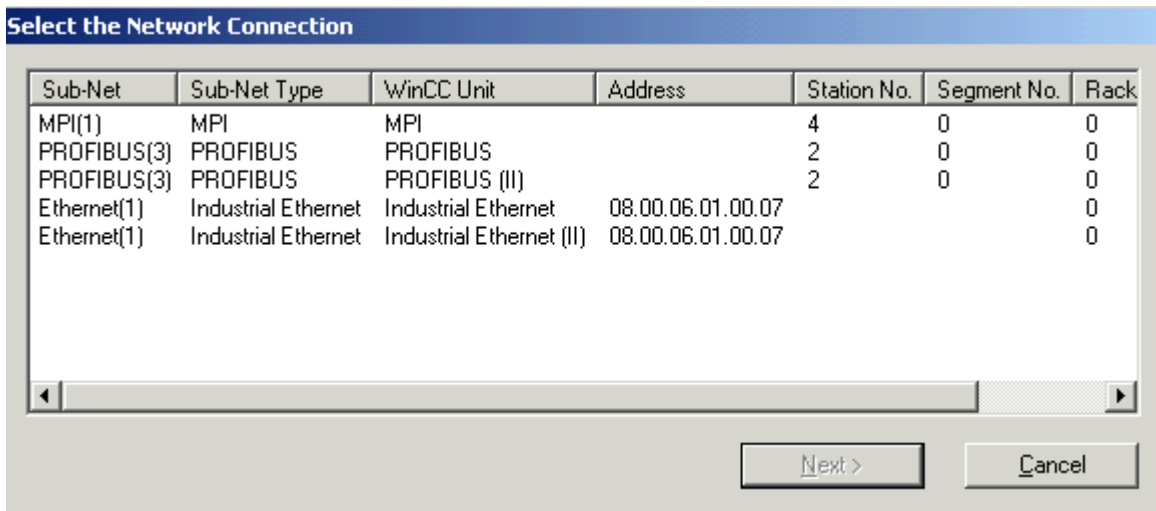 Select the Network Connection
Sub-Net Sub-Net Type WinCC Unit Address Station No. Segment No. Rack
MPI(1) MPI MPI 4 0 0
PROFIBUS(3) PROFIBUS PROFIBUS 2 0 0
PROFIBUS(3) PROFIBUS PROFIBUS (II) 2 0 0
Ethernet(1) Industrial Ethernet Industrial Ethernet 08.00.06.01.00.07 0
Ethernet(1) Industrial Ethernet Industrial Ethernet (II) 08.00.06.01.00.07 0
Next > Cancel